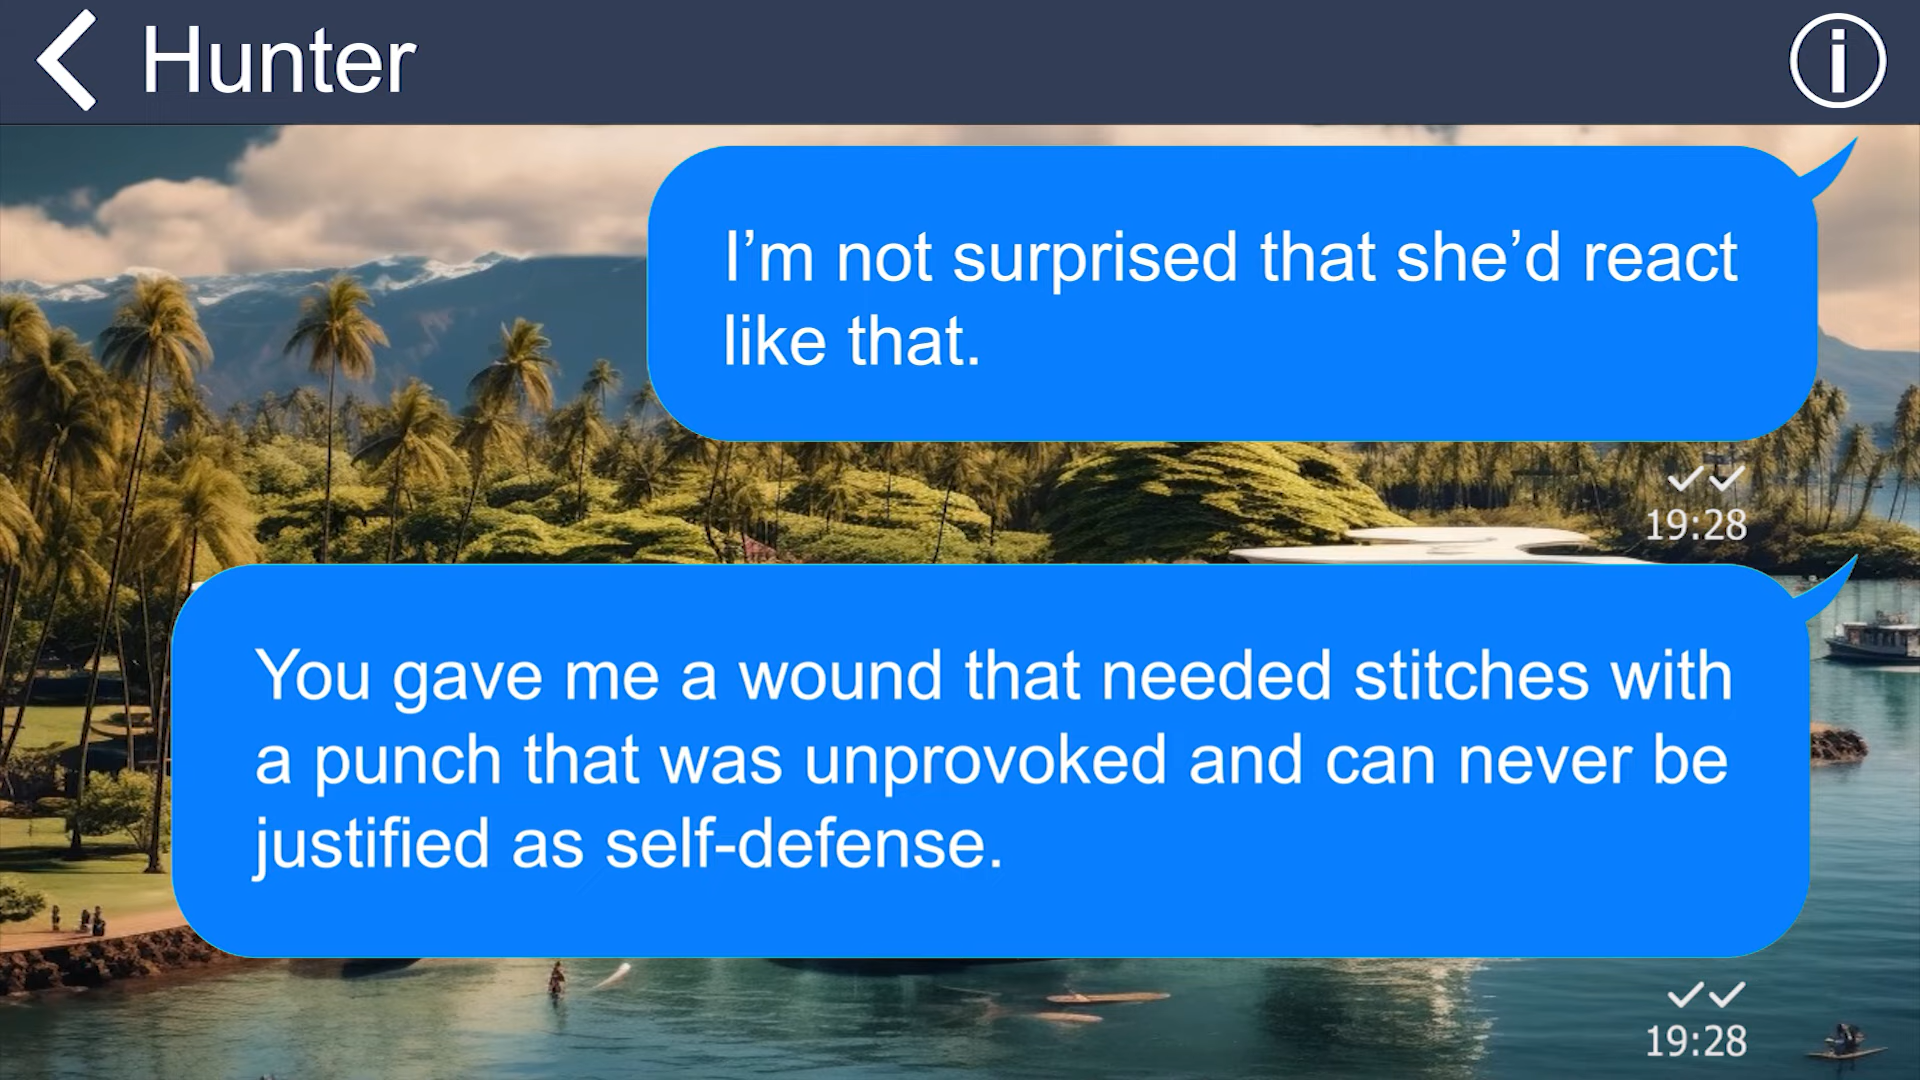 Hunter
I’m not surprised that she’d react
like that.
19:28
You gave me a wound that needed stitches with
a punch that was unprovoked and can never be
justified as self-defense.
19:28